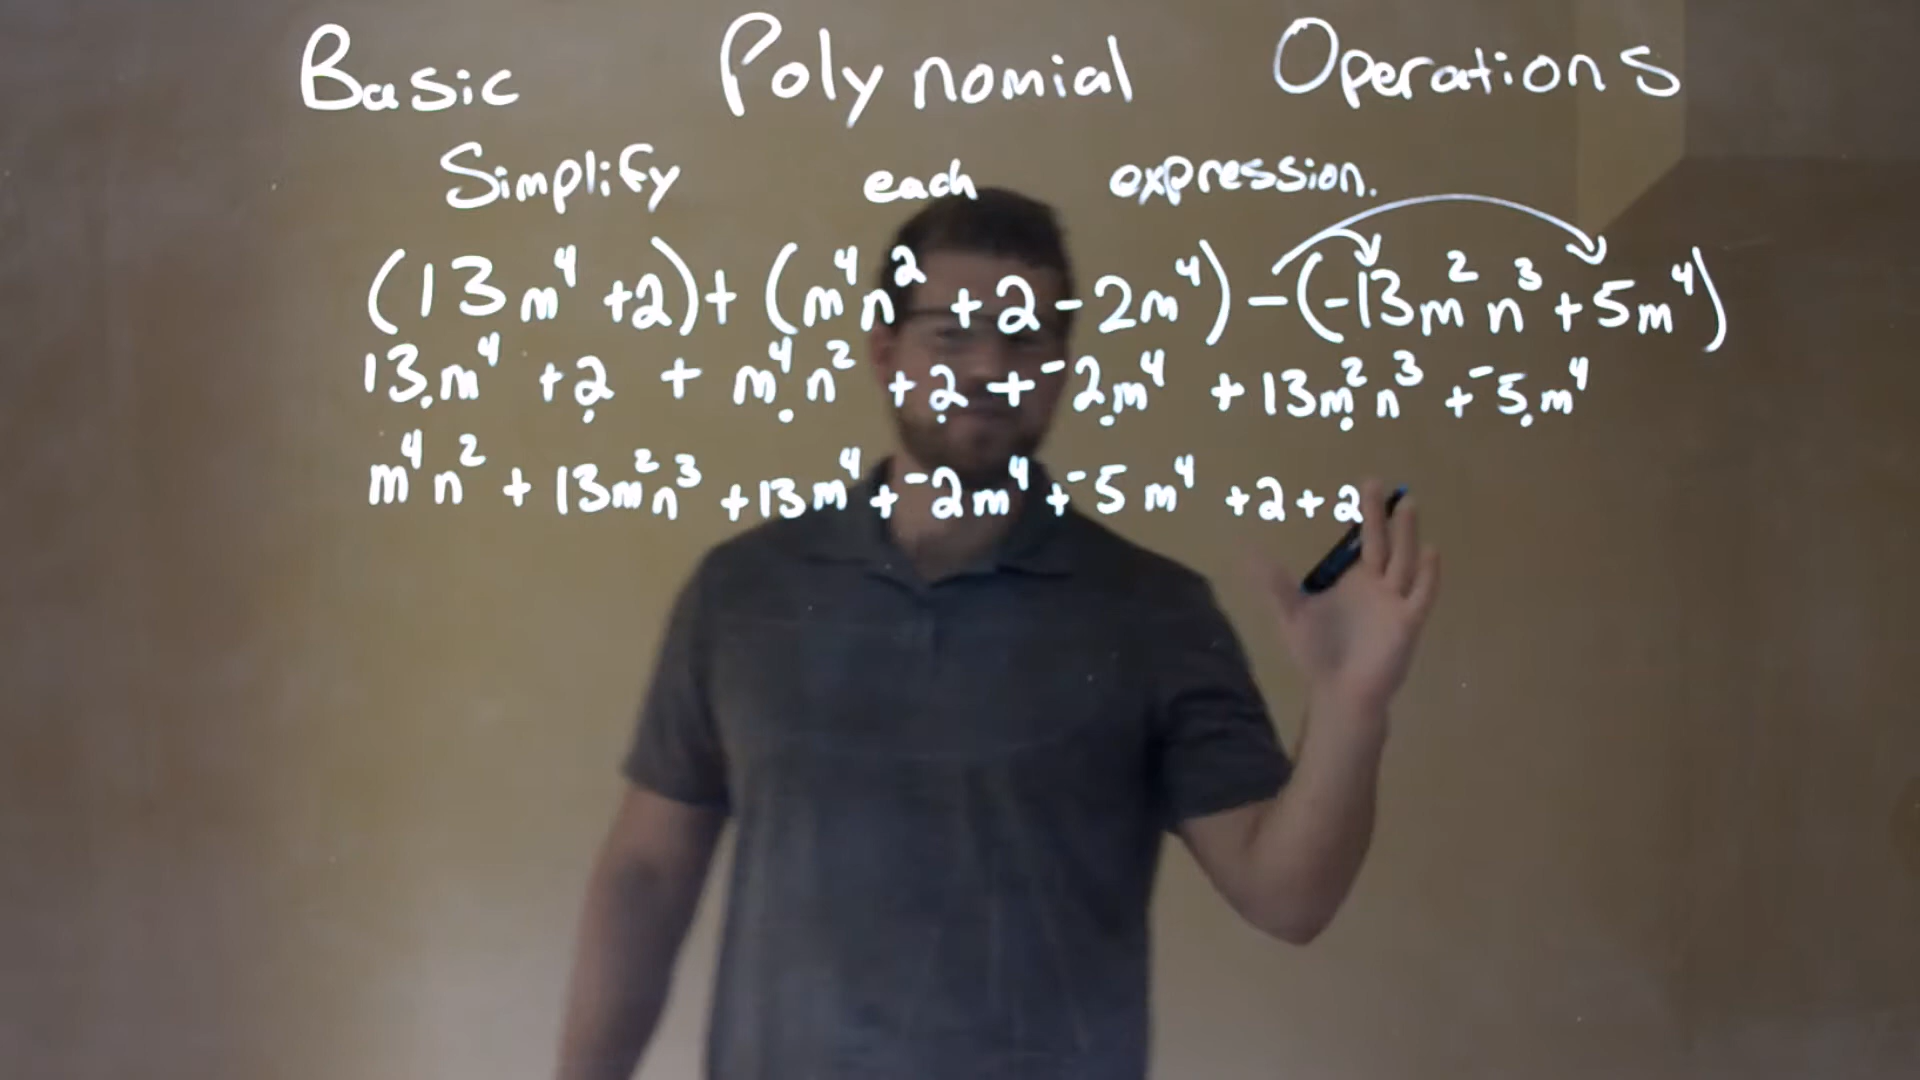 Basic Polynomial Operations
Simplify each expression.
(13m⁴ +2)+ (m⁴n² +2-2m⁴) -(-13m²n³+5m⁴)
13m⁴ +2 + m⁴n² +2 +⁻2m⁴ +13m²n³ +⁻5m⁴
m⁴n² + 13m²n³ +13m⁴+⁻2m⁴+⁻5m⁴ +2+2